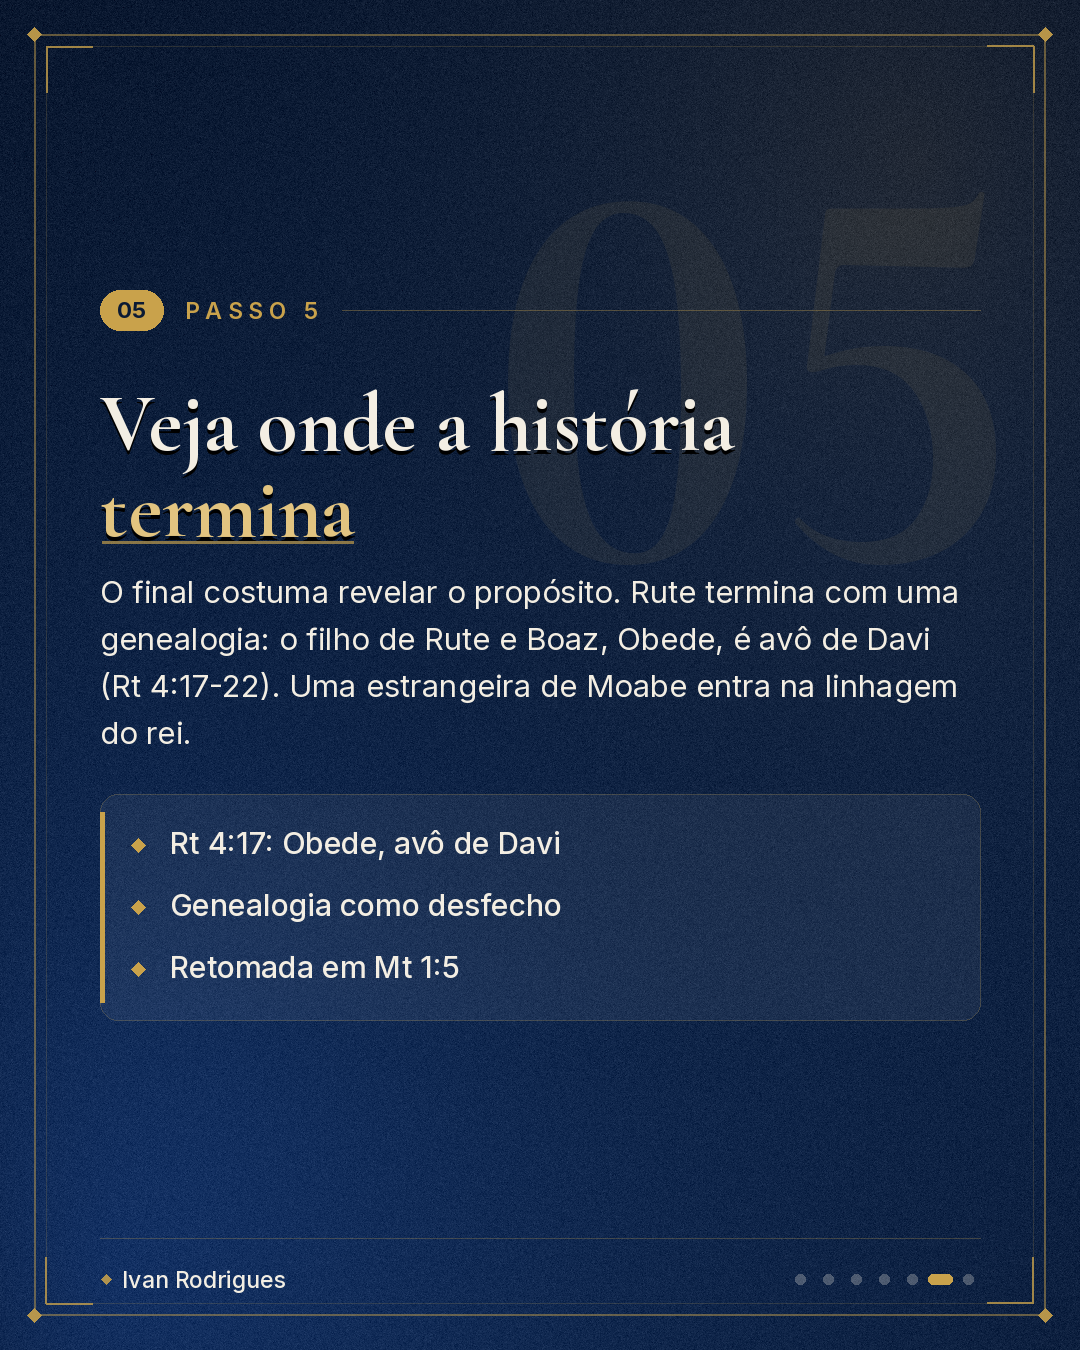 05 PASSO 5
05
Veja onde a história
termina
O final costuma revelar o propósito. Rute termina com uma
genealogia: o filho de Rute e Boaz, Obede, é avô de Davi
(Rt 4:17-22). Uma estrangeira de Moabe entra na linhagem
do rei.
Rt 4:17: Obede, avô de Davi
Genealogia como desfecho
Retomada em Mt 1:5
Ivan Rodrigues